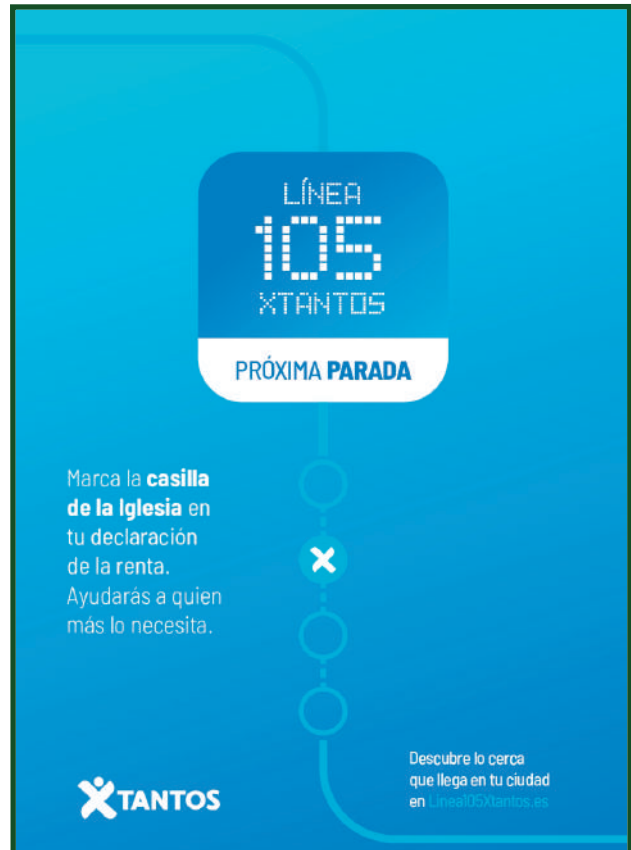 LÍNEA
105
XTANTOS
PRÓXIMA PARADA
Marca la casilla
de la Iglesia en
tu declaración
de la renta.
Ayudarás a quien
más lo necesita.
XTANTOS
Descubre lo cerca
que llega en tu ciudad
en Linea105Xtantos.es